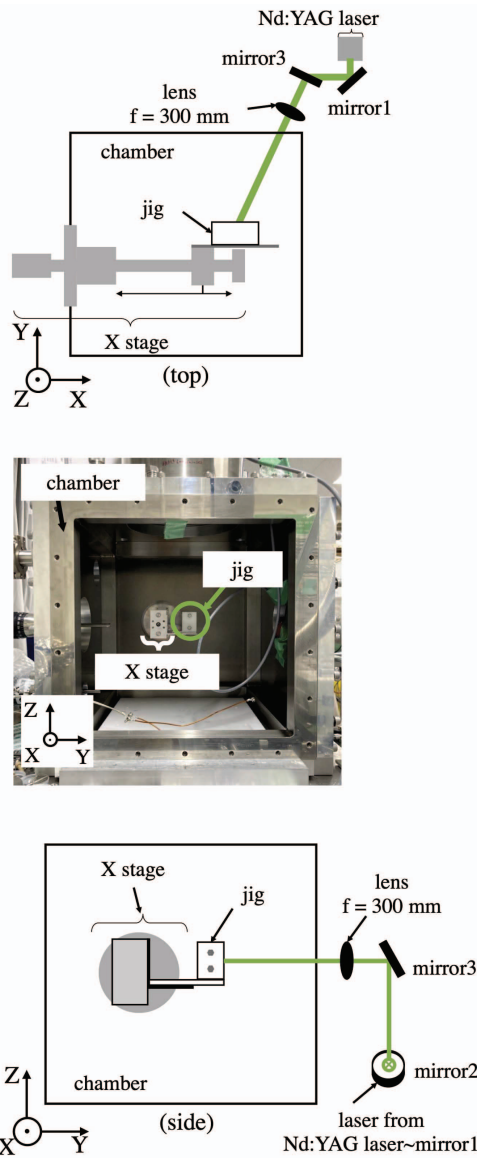 Nd:YAG laser
mirror3
mirror1
lens
f = 300 mm
chamber
jig
X stage
Y
Z
X
(top)
chamber
jig
X stage
Z
X
Y
X stage
jig
lens
f = 300 mm
mirror3
mirror2
chamber
Z
X
Y
(side)
laser from
Nd:YAG laser~mirror1